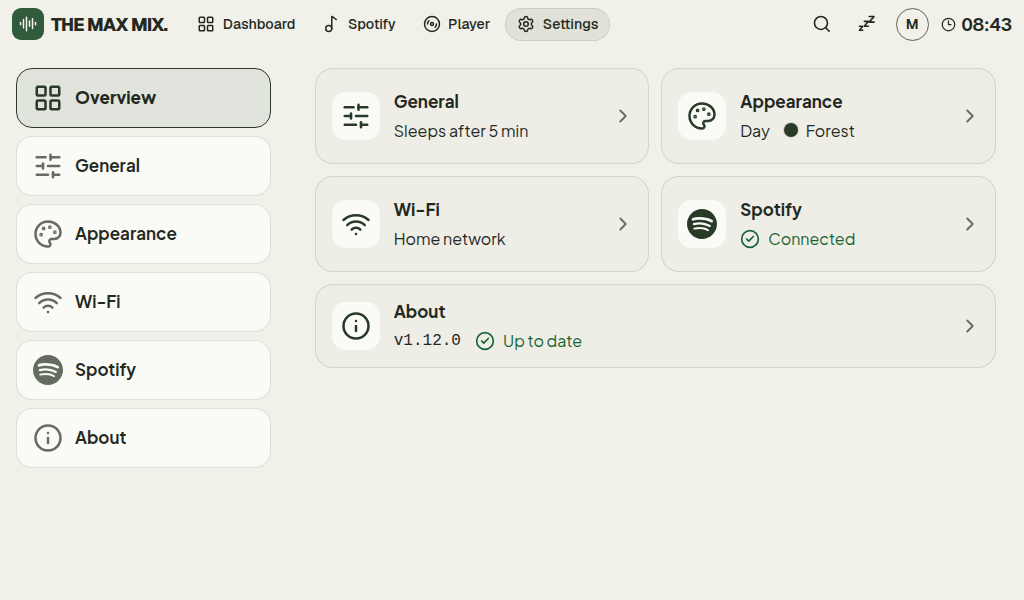 THE MAX MIX.
Dashboard
Spotify
Player
Settings
M
08:43
Overview
General
Appearance
Wi-Fi
Spotify
About
General
Sleeps after 5 min
Appearance
Day Forest
Wi-Fi
Home network
Spotify
Connected
About
v1.12.0 Up to date